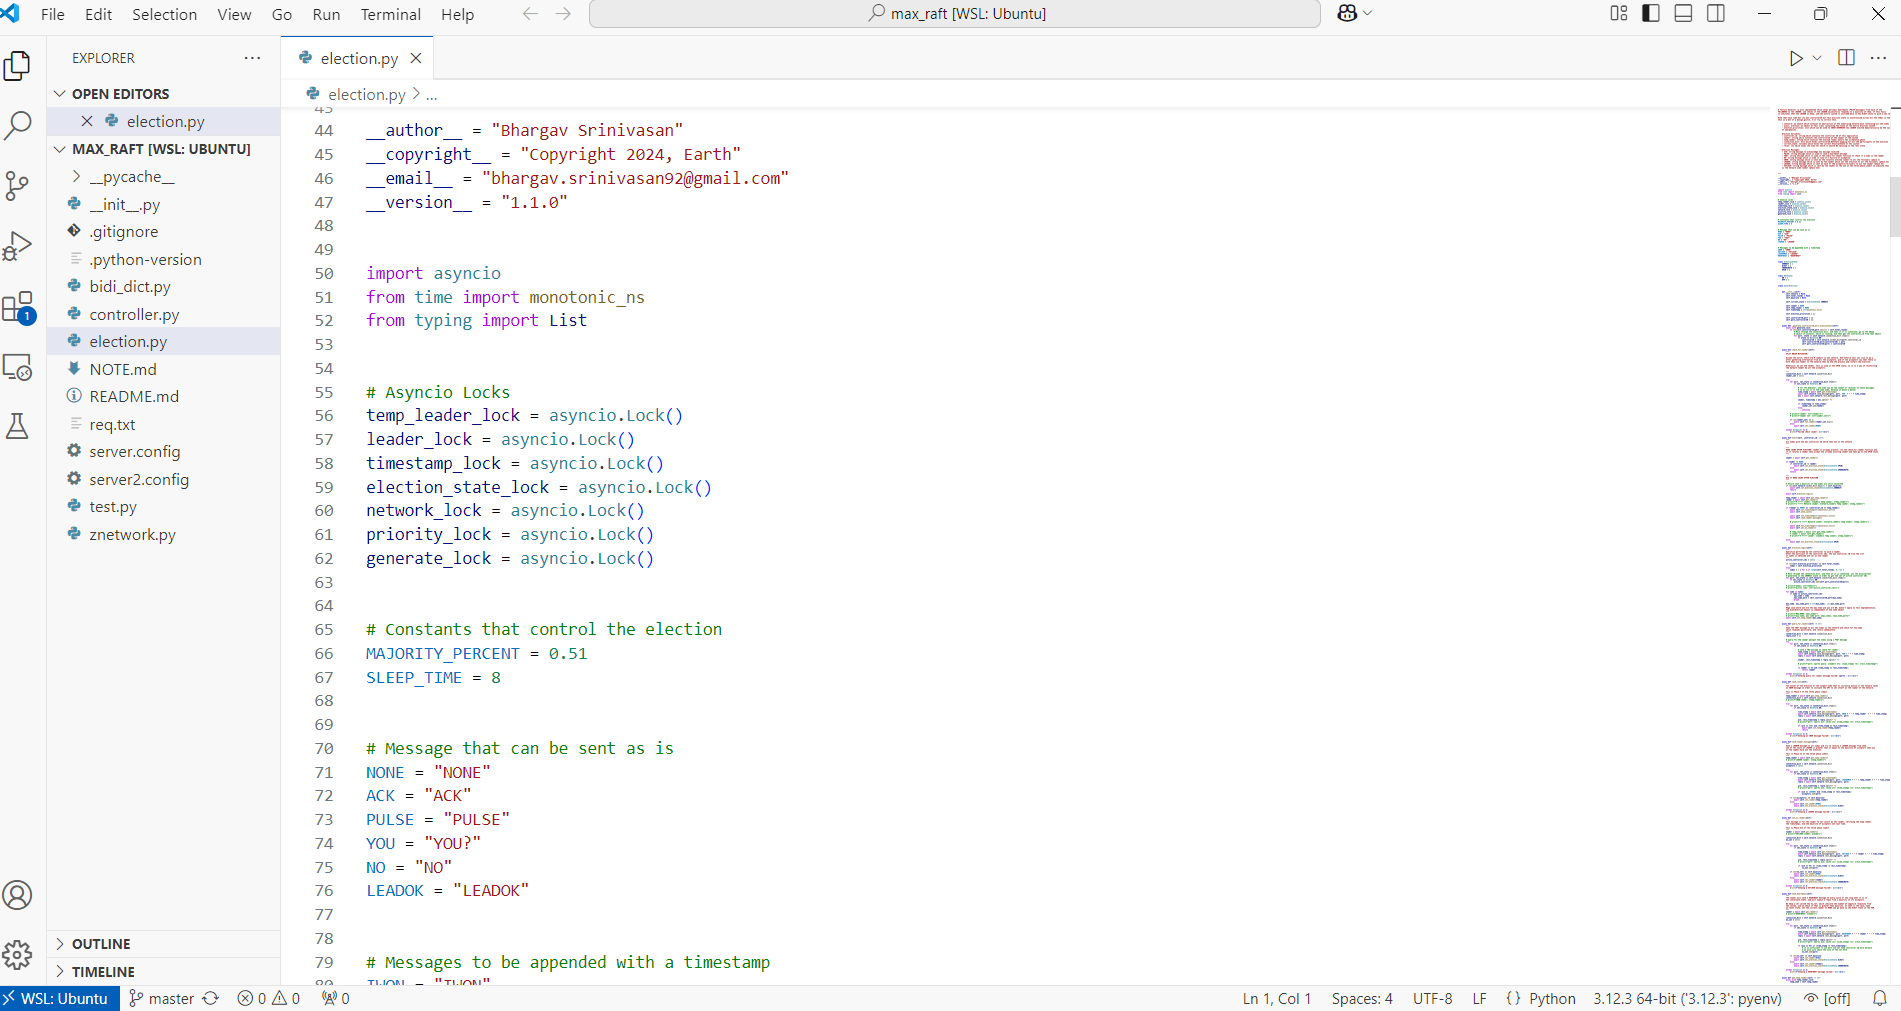 File Edit Selection View Go Run Terminal Help
max_raft [WSL: Ubuntu]
EXPLORER
OPEN EDITORS
election.py
MAX_RAFT [WSL: UBUNTU]
__pycache__
__init__.py
.gitignore
.python-version
bidi_dict.py
controller.py
election.py
NOTE.md
README.md
req.txt
server.config
server2.config
test.py
znetwork.py
OUTLINE
TIMELINE
1
election.py
election.py > ...
43
44 __author__ = "Bhargav Srinivasan"
45 __copyright__ = "Copyright 2024, Earth"
46 __email__ = "bhargav.srinivasan92@gmail.com"
47 __version__ = "1.1.0"
48
49
50 import asyncio
51 from time import monotonic_ns
52 from typing import List
53
54
55 # Asyncio Locks
56 temp_leader_lock = asyncio.Lock()
57 leader_lock = asyncio.Lock()
58 timestamp_lock = asyncio.Lock()
59 election_state_lock = asyncio.Lock()
60 network_lock = asyncio.Lock()
61 priority_lock = asyncio.Lock()
62 generate_lock = asyncio.Lock()
63
64
65 # Constants that control the election
66 MAJORITY_PERCENT = 0.51
67 SLEEP_TIME = 8
68
69
70 # Message that can be sent as is
71 NONE = "NONE"
72 ACK = "ACK"
73 PULSE = "PULSE"
74 YOU = "YOU?"
75 NO = "NO"
76 LEADOK = "LEADOK"
77
78
79 # Messages to be appended with a timestamp
80 IWON = "IWON"
WSL: Ubuntu master 0 0 0 Ln 1, Col 1 Spaces: 4 UTF-8 LF {} Python 3.12.3 64-bit ('3.12.3': pyenv) [off]